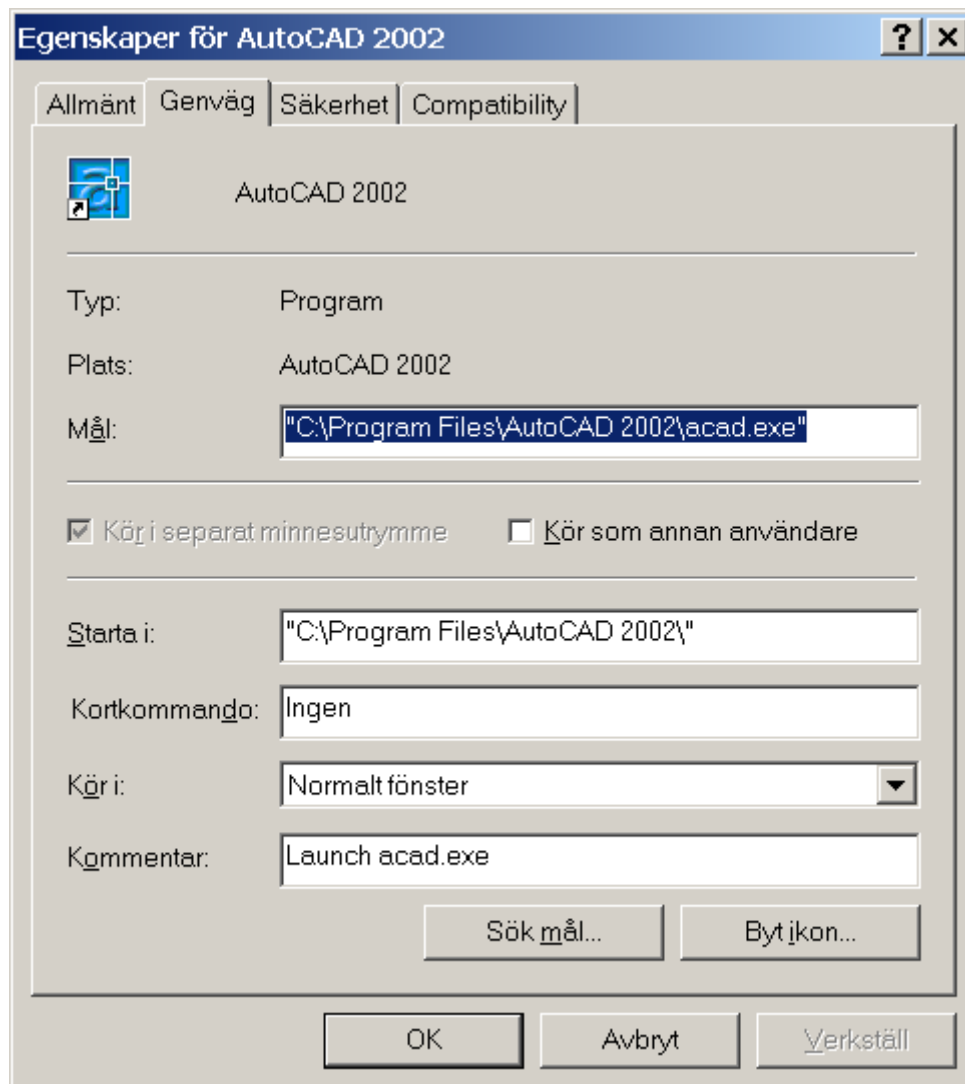 Egenskaper för AutoCAD 2002
Allmänt Genväg Säkerhet Compatibility
AutoCAD 2002
Typ: Program
Plats: AutoCAD 2002
Mål: "C:\Program Files\AutoCAD 2002\acad.exe"
Kör i separat minnesutrymme Kör som annan användare
Starta i: "C:\Program Files\AutoCAD 2002\"
Kortkommando: Ingen
Kör i: Normalt fönster
Kommentar: Launch acad.exe
Sök mål... Byt ikon...
OK Avbryt Verkställ